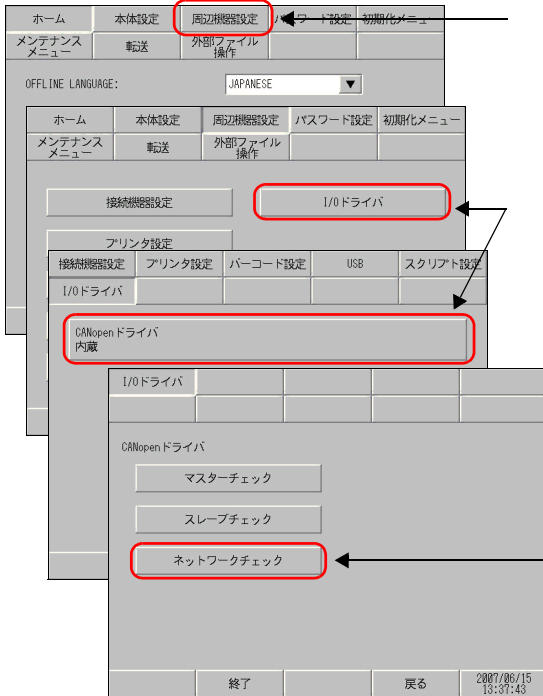 ホーム 本体設定 周辺機器設定 パスワード設定 初期化メニュー
メンテナンス
メニュー 転送 外部ファイル
操作
OFFLINE LANGUAGE: JAPANESE
ホーム 本体設定 周辺機器設定 パスワード設定 初期化メニュー
メンテナンス
メニュー 転送 外部ファイル
操作
接続機器設定 I/Oドライバ
プリンタ設定
接続機器設定 プリンタ設定 バーコード設定 USB スクリプト設定
I/Oドライバ
CANopenドライバ
内蔵
I/Oドライバ
CANopenドライバ
マスターチェック
スレーブチェック
ネットワークチェック
終了 戻る 2007/06/15
13:37:43